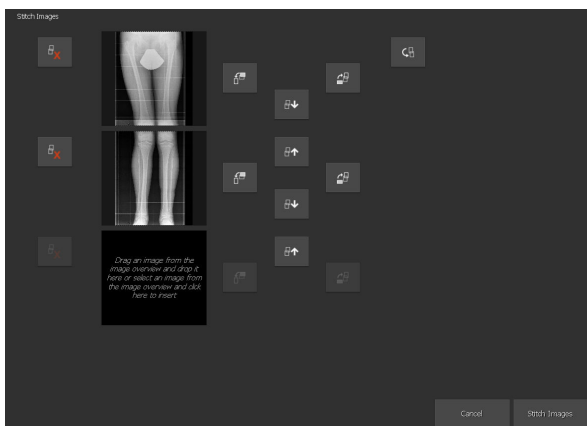 Stitch Images
Drag an image from the
image overview and drop it
here or select an image from
the image overview and click
here to insert
Cancel
Stitch Images